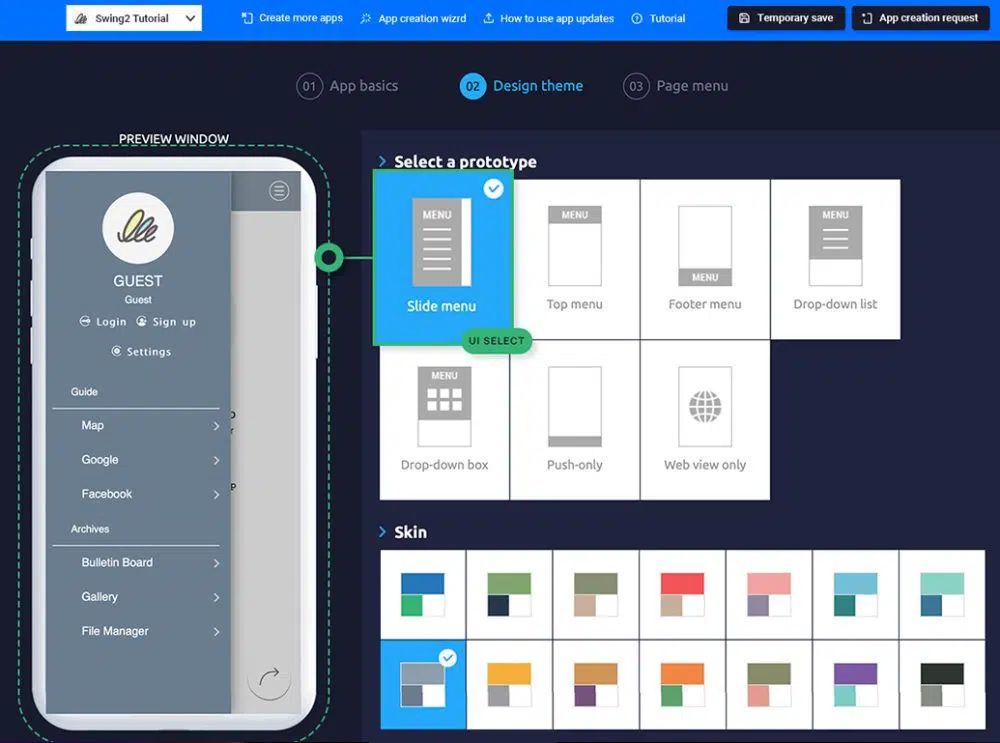 Swing2 Tutorial
Create more apps
App creation wizrd
How to use app updates
Tutorial
Temporary save
App creation request
01 App basics
02 Design theme
03 Page menu
PREVIEW WINDOW
GUEST
Guest
Login Sign up
Settings
Guide
Map
Google
Facebook
Archives
Bulletin Board
Gallery
File Manager
Select a prototype
MENU
Slide menu
MENU
Top menu
MENU
Footer menu
MENU
Drop-down list
UI SELECT
MENU
Drop-down box
Push-only
Web view only
Skin